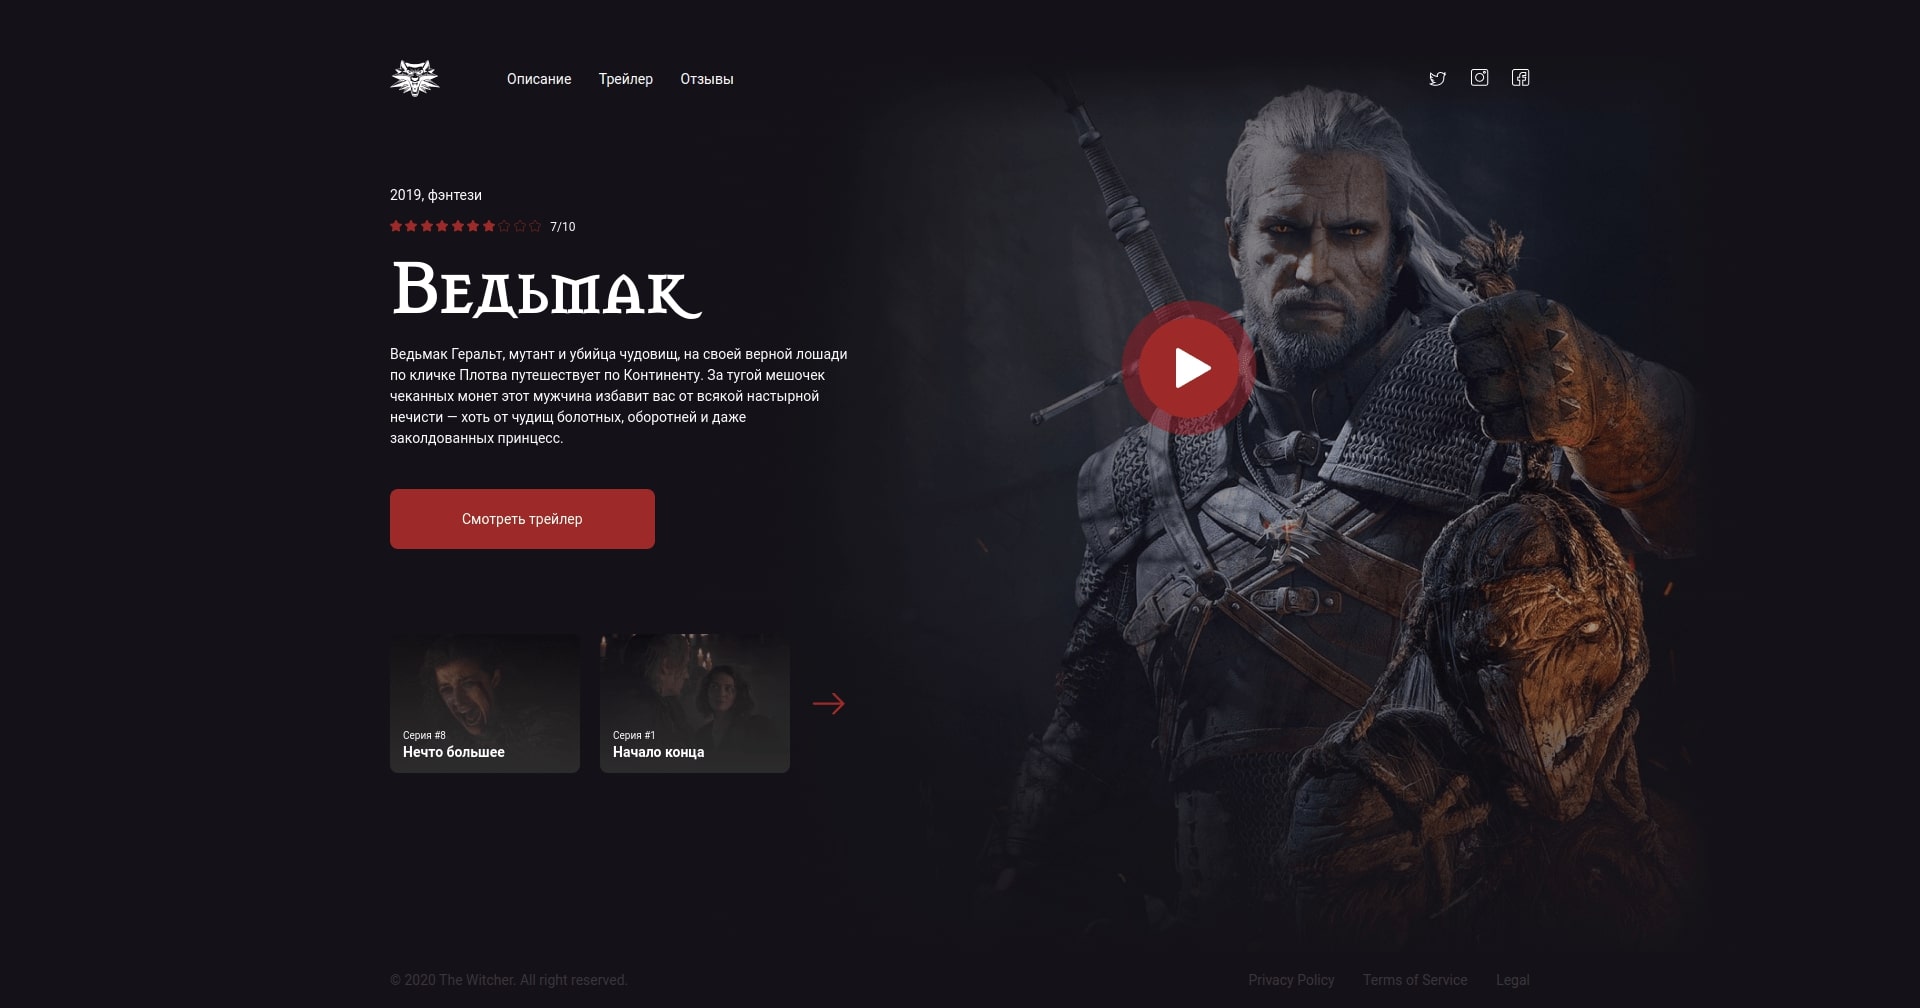 Описание Трейлер Отзывы
2019, фэнтези
7/10
Ведьмак
Ведьмак Геральт, мутант и убийца чудовищ, на своей верной лошади
по кличке Плотва путешествует по Континенту. За тугой мешочек
чеканных монет этот мужчина избавит вас от всякой настырной
нечисти — хоть от чудищ болотных, оборотней и даже
заколдованных принцесс.
Смотреть трейлер
Серия #8
Нечто большее
Серия #1
Начало конца
© 2020 The Witcher. All right reserved.
Privacy Policy Terms of Service Legal